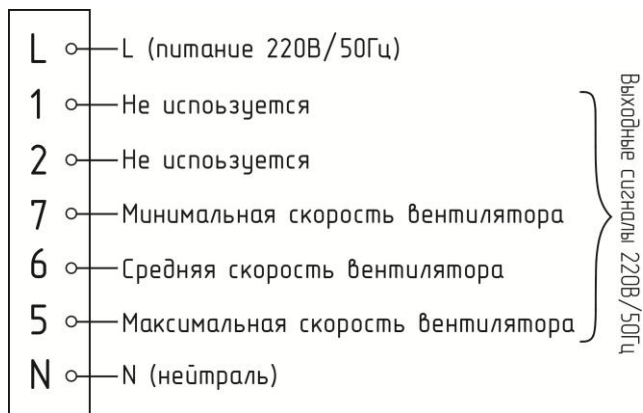 L L (питание 220В/50Гц)
1 Не испоьзуется
2 Не испоьзуется
7 Минимальная скорость вентилятора
6 Средняя скорость вентилятора
5 Максимальная скорость вентилятора
N N (нейтраль)
Выходные сигналы 220В/50Гц